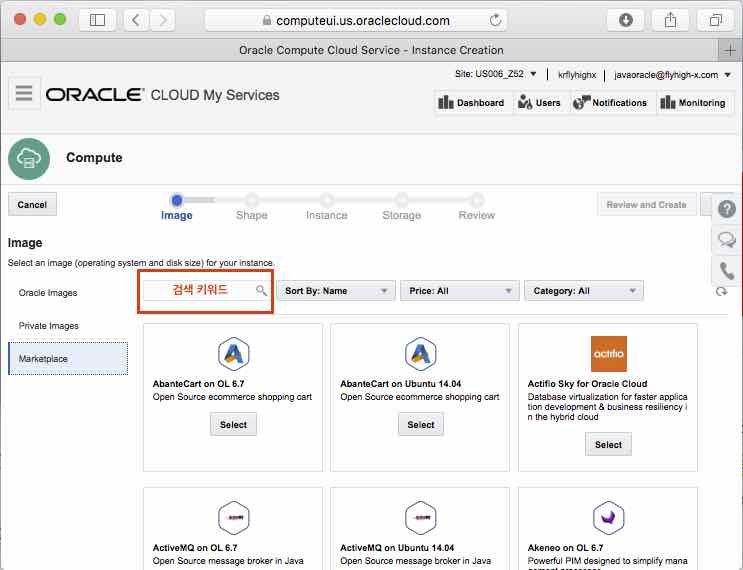 computeui.us.oraclecloud.com
Oracle Compute Cloud Service - Instance Creation
Site: US006_Z52 krflyhighx javaoracle@flyhigh-x.com
ORACLE CLOUD My Services
Dashboard Users Notifications Monitoring
Compute
Cancel
Image Shape Instance Storage Review
Review and Create
Image
Select an image (operating system and disk size) for your instance.
Oracle Images
Private Images
Marketplace
검색 키워드
Sort By: Name
Price: All
Category: All
AbanteCart on OL 6.7
Open Source ecommerce shopping cart
Select
AbanteCart on Ubuntu 14.04
Open Source ecommerce shopping cart
Select
actifio
Actifio Sky for Oracle Cloud
Database virtualization for faster applica
tion development & business resiliency i
n the hybrid cloud
Select
ActiveMQ on OL 6.7
Open Source message broker in Java
ActiveMQ on Ubuntu 14.04
Open Source message broker in Java
Akeneo on OL 6.7
Powerful PIM designed to simplify mana